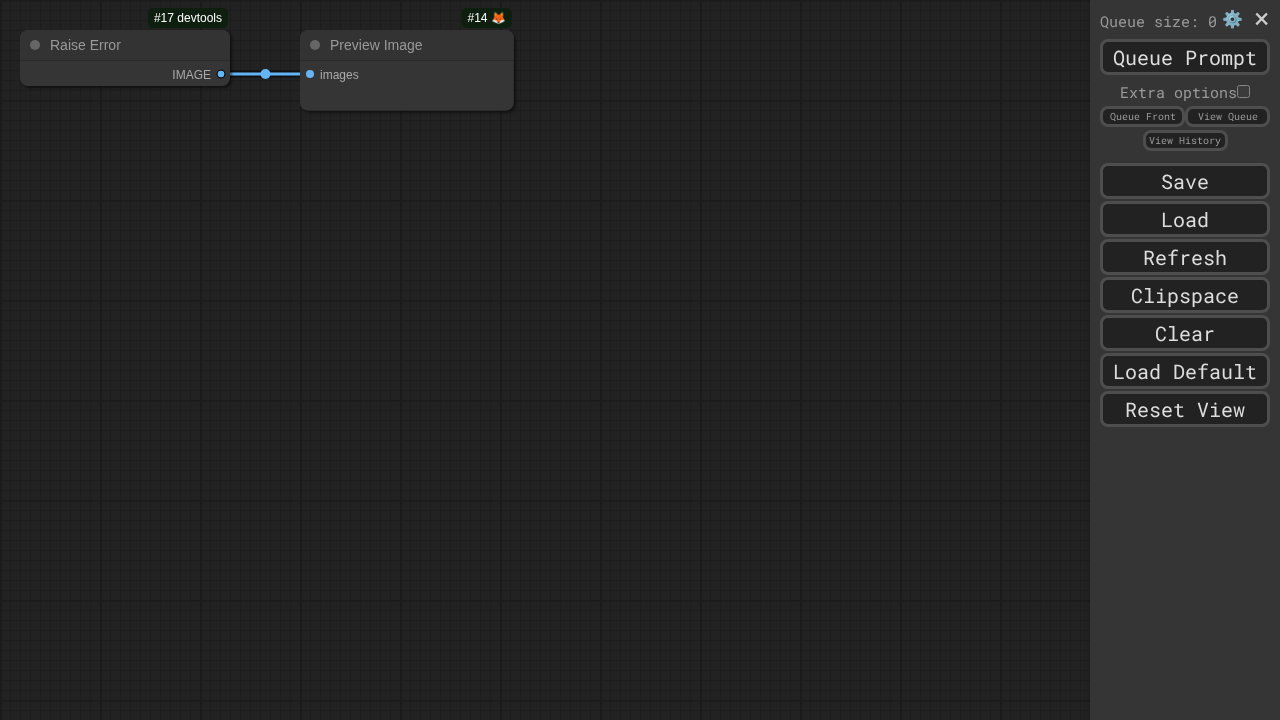 #17 devtools
Raise Error
IMAGE
#14 🦊
Preview Image
images
Queue size: 0 ⚙️ ✕
Queue Prompt
Extra options
Queue Front View Queue
View History
Save
Load
Refresh
Clipspace
Clear
Load Default
Reset View